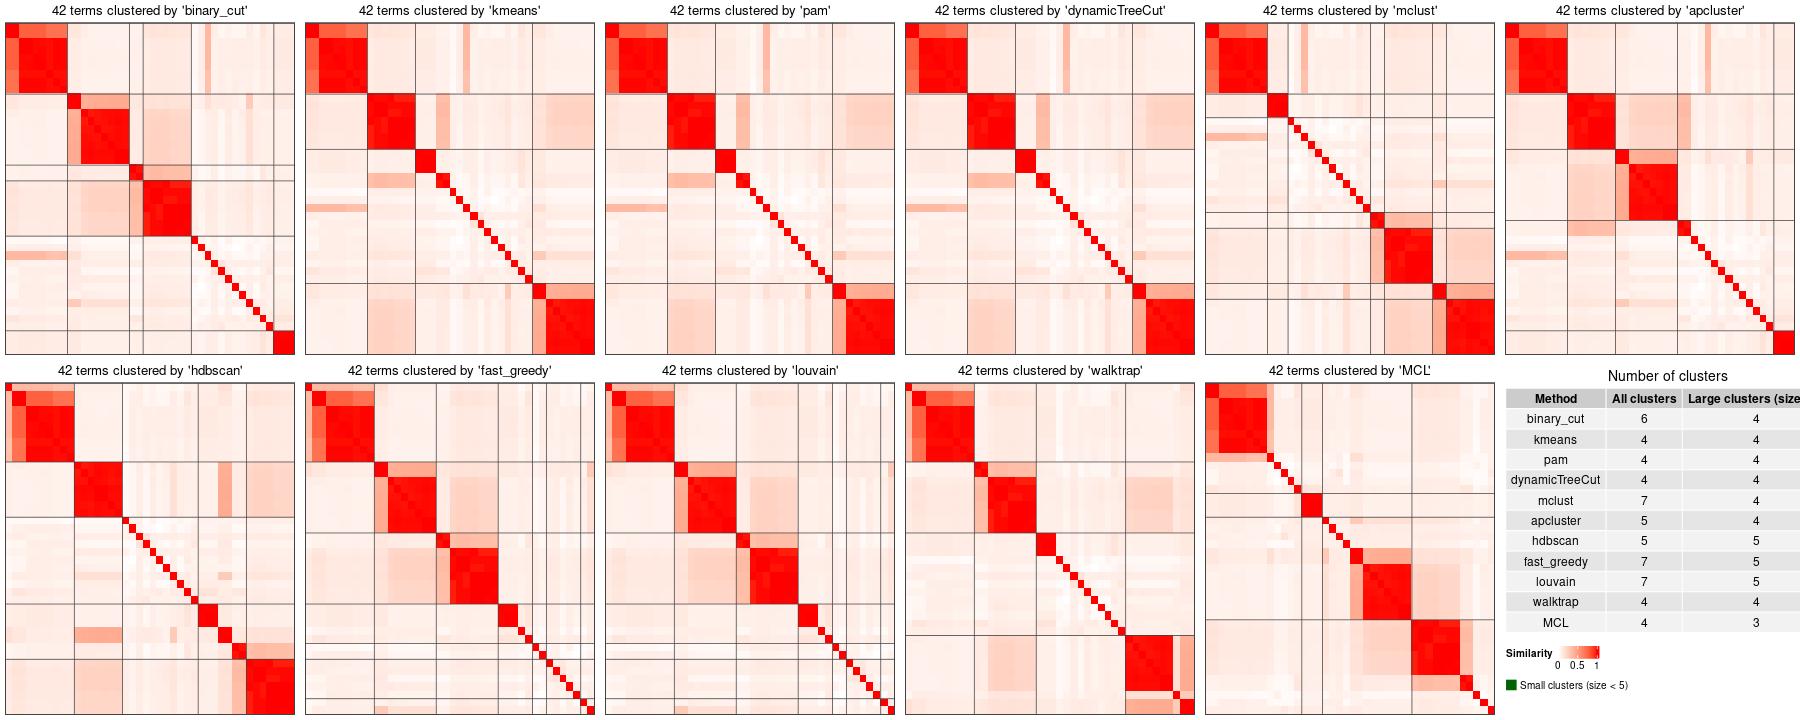 42 terms clustered by 'binary_cut'
42 terms clustered by 'kmeans'
42 terms clustered by 'pam'
42 terms clustered by 'dynamicTreeCut'
42 terms clustered by 'mclust'
42 terms clustered by 'apcluster'
42 terms clustered by 'hdbscan'
42 terms clustered by 'fast_greedy'
42 terms clustered by 'louvain'
42 terms clustered by 'walktrap'
42 terms clustered by 'MCL'
Number of clusters
Method All clusters Large clusters (size
binary_cut 6 4
kmeans 4 4
pam 4 4
dynamicTreeCut 4 4
mclust 7 4
apcluster 5 4
hdbscan 5 5
fast_greedy 7 5
louvain 7 5
walktrap 4 4
MCL 4 3
Similarity
0 0.5 1
Small clusters (size < 5)